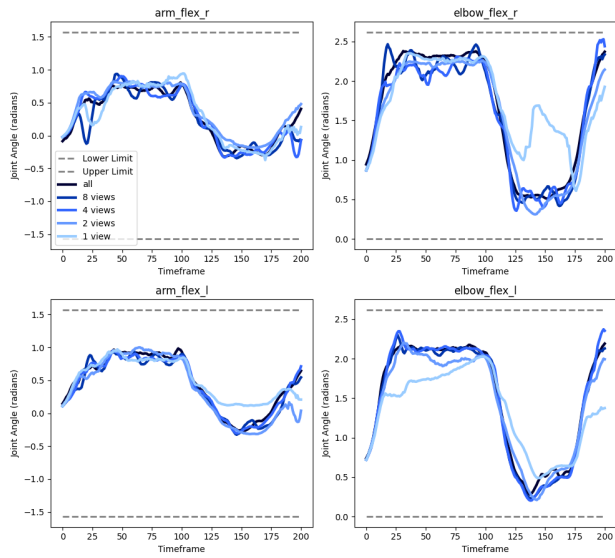 arm_flex_r
elbow_flex_r
Joint Angle (radians)
1.5
1.0
0.5
0.0
−0.5
−1.0
−1.5
Lower Limit
Upper Limit
all
8 views
4 views
2 views
1 view
0 25 50 75 100 125 150 175 200
Timeframe
Joint Angle (radians)
2.5
2.0
1.5
1.0
0.5
0.0
0 25 50 75 100 125 150 175 200
Timeframe
arm_flex_l
elbow_flex_l
Joint Angle (radians)
1.5
1.0
0.5
0.0
−0.5
−1.0
−1.5
0 25 50 75 100 125 150 175 200
Timeframe
Joint Angle (radians)
2.5
2.0
1.5
1.0
0.5
0.0
0 25 50 75 100 125 150 175 200
Timeframe